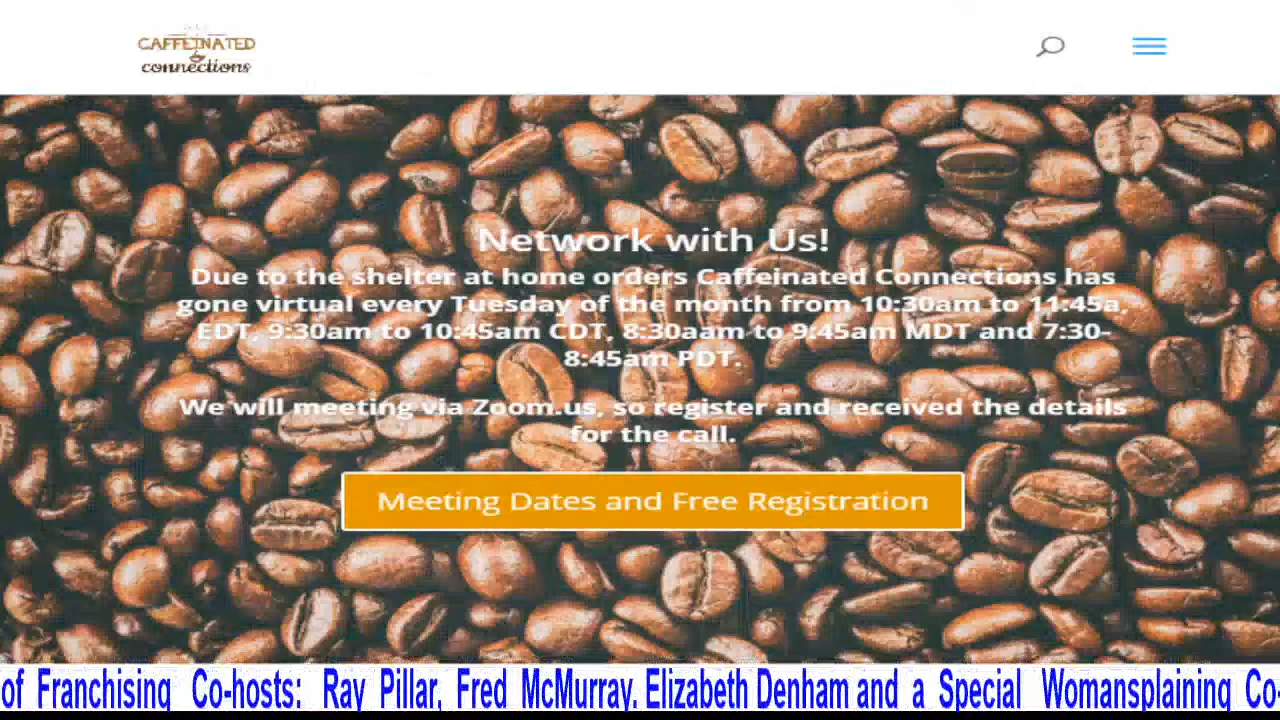 CAFFEINATED
connections
Network with Us!
Due to the shelter at home orders Caffeinated Connections has
gone virtual every Tuesday of the month from 10:30am to 11:45a,
EDT, 9:30am to 10:45am CDT, 8:30aam to 9:45am MDT and 7:30-
8:45am PDT.
We will meeting via Zoom.us, so register and received the details
for the call.
Meeting Dates and Free Registration
of Franchising Co-hosts: Ray Pillar, Fred McMurray. Elizabeth Denham and a Special Womansplaining Co-